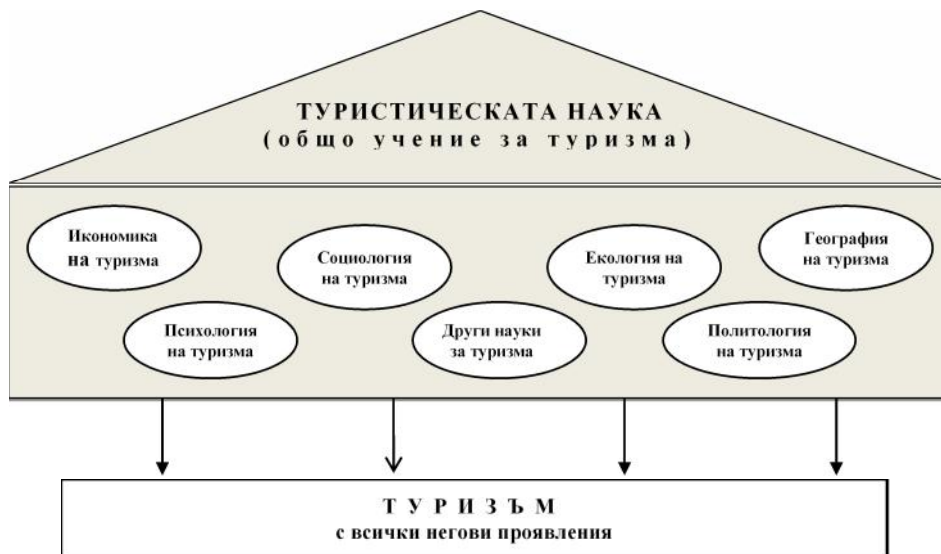 ТУРИСТИЧЕСКАТА НАУКА
(общо учение за туризма)
Икономика
на туризма
Социология
на туризма
Екология на
туризма
География
на туризма
Психология
на туризма
Други науки
за туризма
Политология
на туризма
ТУРИЗЪМ
с всички негови проявления